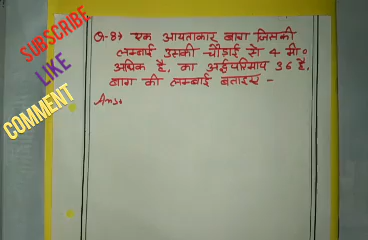 SUBSCRIBE
LIKE
COMMENT
Q-8→ एक आयताकार बाग जिसकी
लम्बाई उसकी चौड़ाई से 4 मी०
अधिक है, का अर्द्धपरिमाप 36 है,
बाग की लम्बाई बताइए -
Ans.